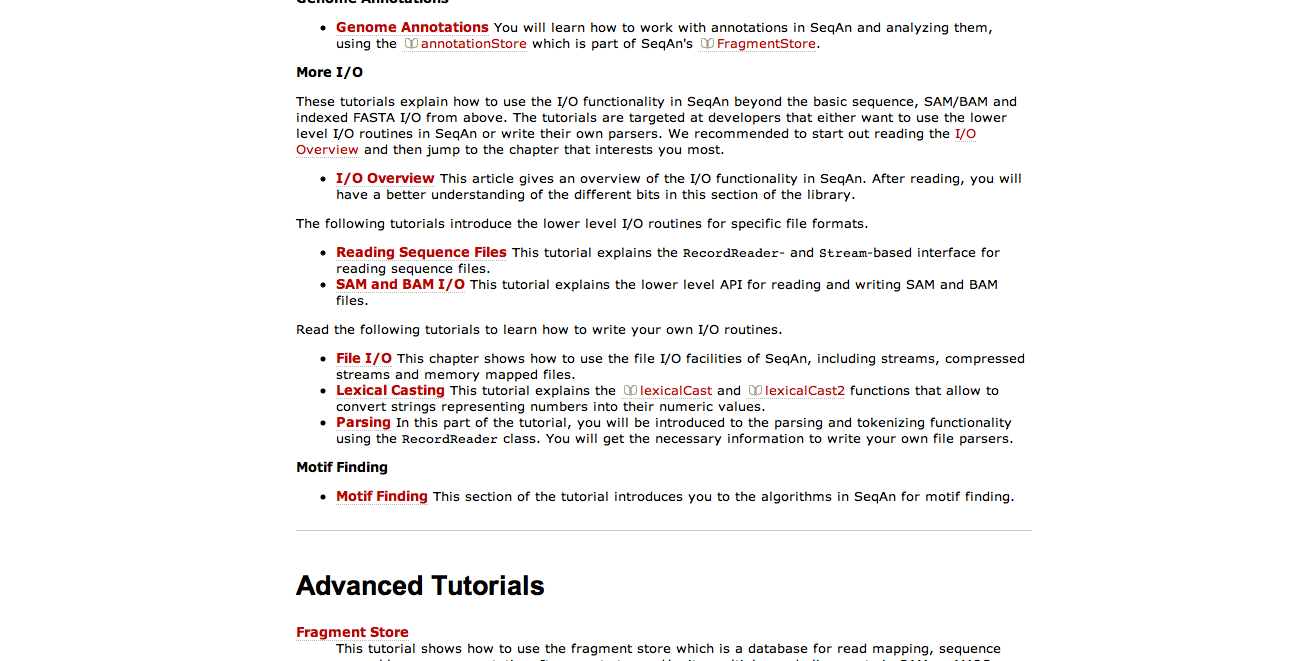 Genome Annotations
• Genome Annotations You will learn how to work with annotations in SeqAn and analyzing them,
using the annotationStore which is part of SeqAn's FragmentStore.
More I/O
These tutorials explain how to use the I/O functionality in SeqAn beyond the basic sequence, SAM/BAM and
indexed FASTA I/O from above. The tutorials are targeted at developers that either want to use the lower
level I/O routines in SeqAn or write their own parsers. We recommended to start out reading the I/O
Overview and then jump to the chapter that interests you most.
• I/O Overview This article gives an overview of the I/O functionality in SeqAn. After reading, you will
have a better understanding of the different bits in this section of the library.
The following tutorials introduce the lower level I/O routines for specific file formats.
• Reading Sequence Files This tutorial explains the RecordReader- and Stream-based interface for
reading sequence files.
• SAM and BAM I/O This tutorial explains the lower level API for reading and writing SAM and BAM
files.
Read the following tutorials to learn how to write your own I/O routines.
• File I/O This chapter shows how to use the file I/O facilities of SeqAn, including streams, compressed
streams and memory mapped files.
• Lexical Casting This tutorial explains the lexicalCast and lexicalCast2 functions that allow to
convert strings representing numbers into their numeric values.
• Parsing In this part of the tutorial, you will be introduced to the parsing and tokenizing functionality
using the RecordReader class. You will get the necessary information to write your own file parsers.
Motif Finding
• Motif Finding This section of the tutorial introduces you to the algorithms in SeqAn for motif finding.
Advanced Tutorials
Fragment Store
This tutorial shows how to use the fragment store which is a database for read mapping, sequence